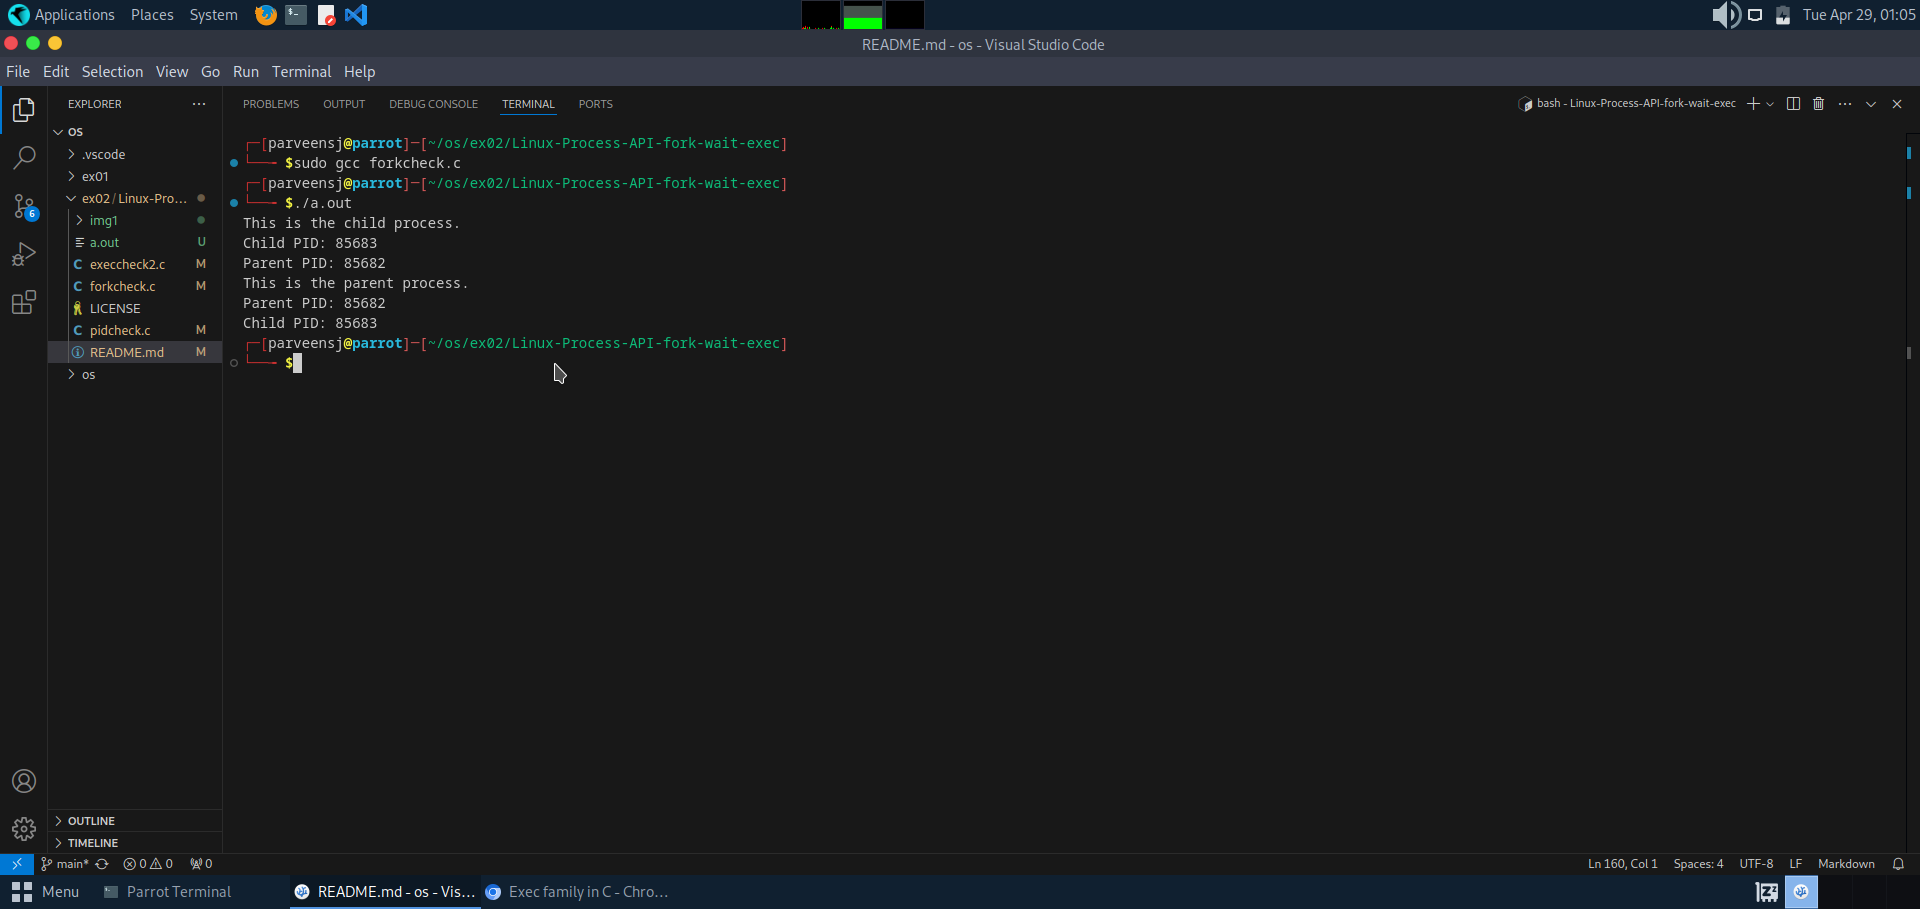 Applications Places System
Tue Apr 29, 01:05
README.md - os - Visual Studio Code
File Edit Selection View Go Run Terminal Help
EXPLORER ···
PROBLEMS OUTPUT DEBUG CONSOLE TERMINAL PORTS
bash - Linux-Process-API-fork-wait-exec
OS
.vscode
ex01
ex02 / Linux-Pro...
img1
a.out U
execcheck2.c M
forkcheck.c M
LICENSE
pidcheck.c M
README.md M
os
6
OUTLINE
TIMELINE
┌─[parveensj@parrot]─[~/os/ex02/Linux-Process-API-fork-wait-exec]
└──╼ $sudo gcc forkcheck.c
┌─[parveensj@parrot]─[~/os/ex02/Linux-Process-API-fork-wait-exec]
└──╼ $./a.out
This is the child process.
Child PID: 85683
Parent PID: 85682
This is the parent process.
Parent PID: 85682
Child PID: 85683
┌─[parveensj@parrot]─[~/os/ex02/Linux-Process-API-fork-wait-exec]
└──╼ $
main* 0 0 0
Ln 160, Col 1 Spaces: 4 UTF-8 LF Markdown
Menu Parrot Terminal README.md - os - Vis... Exec family in C - Chro...